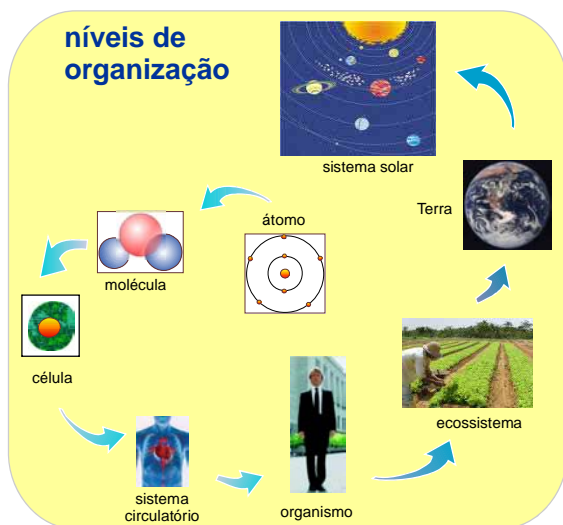 níveis de
organização
sistema solar
Terra
átomo
molécula
célula
ecossistema
sistema
circulatório
organismo